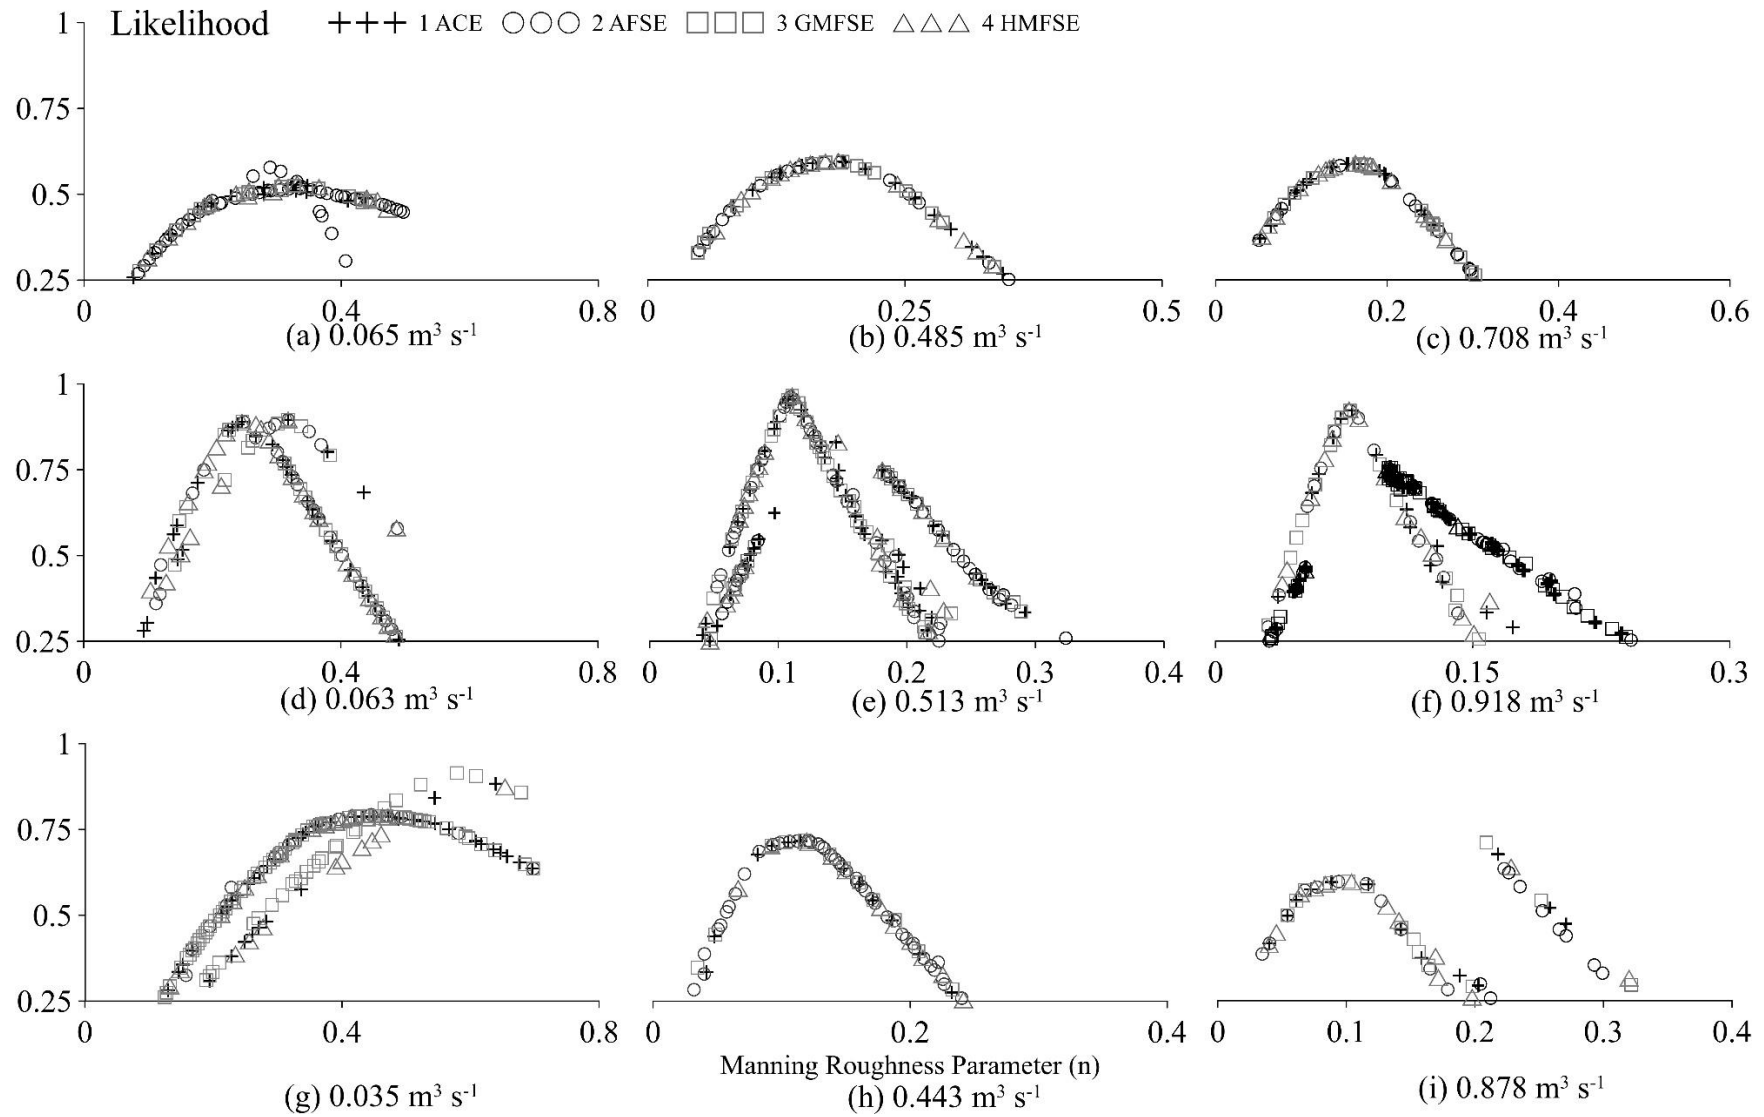 1 Likelihood 1 ACE 2 AFSE 3 GMFSE 4 HMFSE
0.75
0.5
0.25
0 0.4 0.8 0 0.25 0.5 0 0.2 0.4 0.6
(a) 0.065 m³ s⁻¹ (b) 0.485 m³ s⁻¹ (c) 0.708 m³ s⁻¹
1
0.75
0.5
0.25
0 0.4 0.8 0 0.1 0.2 0.3 0.4 0 0.15 0.3
(d) 0.063 m³ s⁻¹ (e) 0.513 m³ s⁻¹ (f) 0.918 m³ s⁻¹
1
0.75
0.5
0.25
0 0.4 0.8 0 0.2 0.4 0 0.1 0.2 0.3 0.4
Manning Roughness Parameter (n)
(g) 0.035 m³ s⁻¹ (h) 0.443 m³ s⁻¹ (i) 0.878 m³ s⁻¹